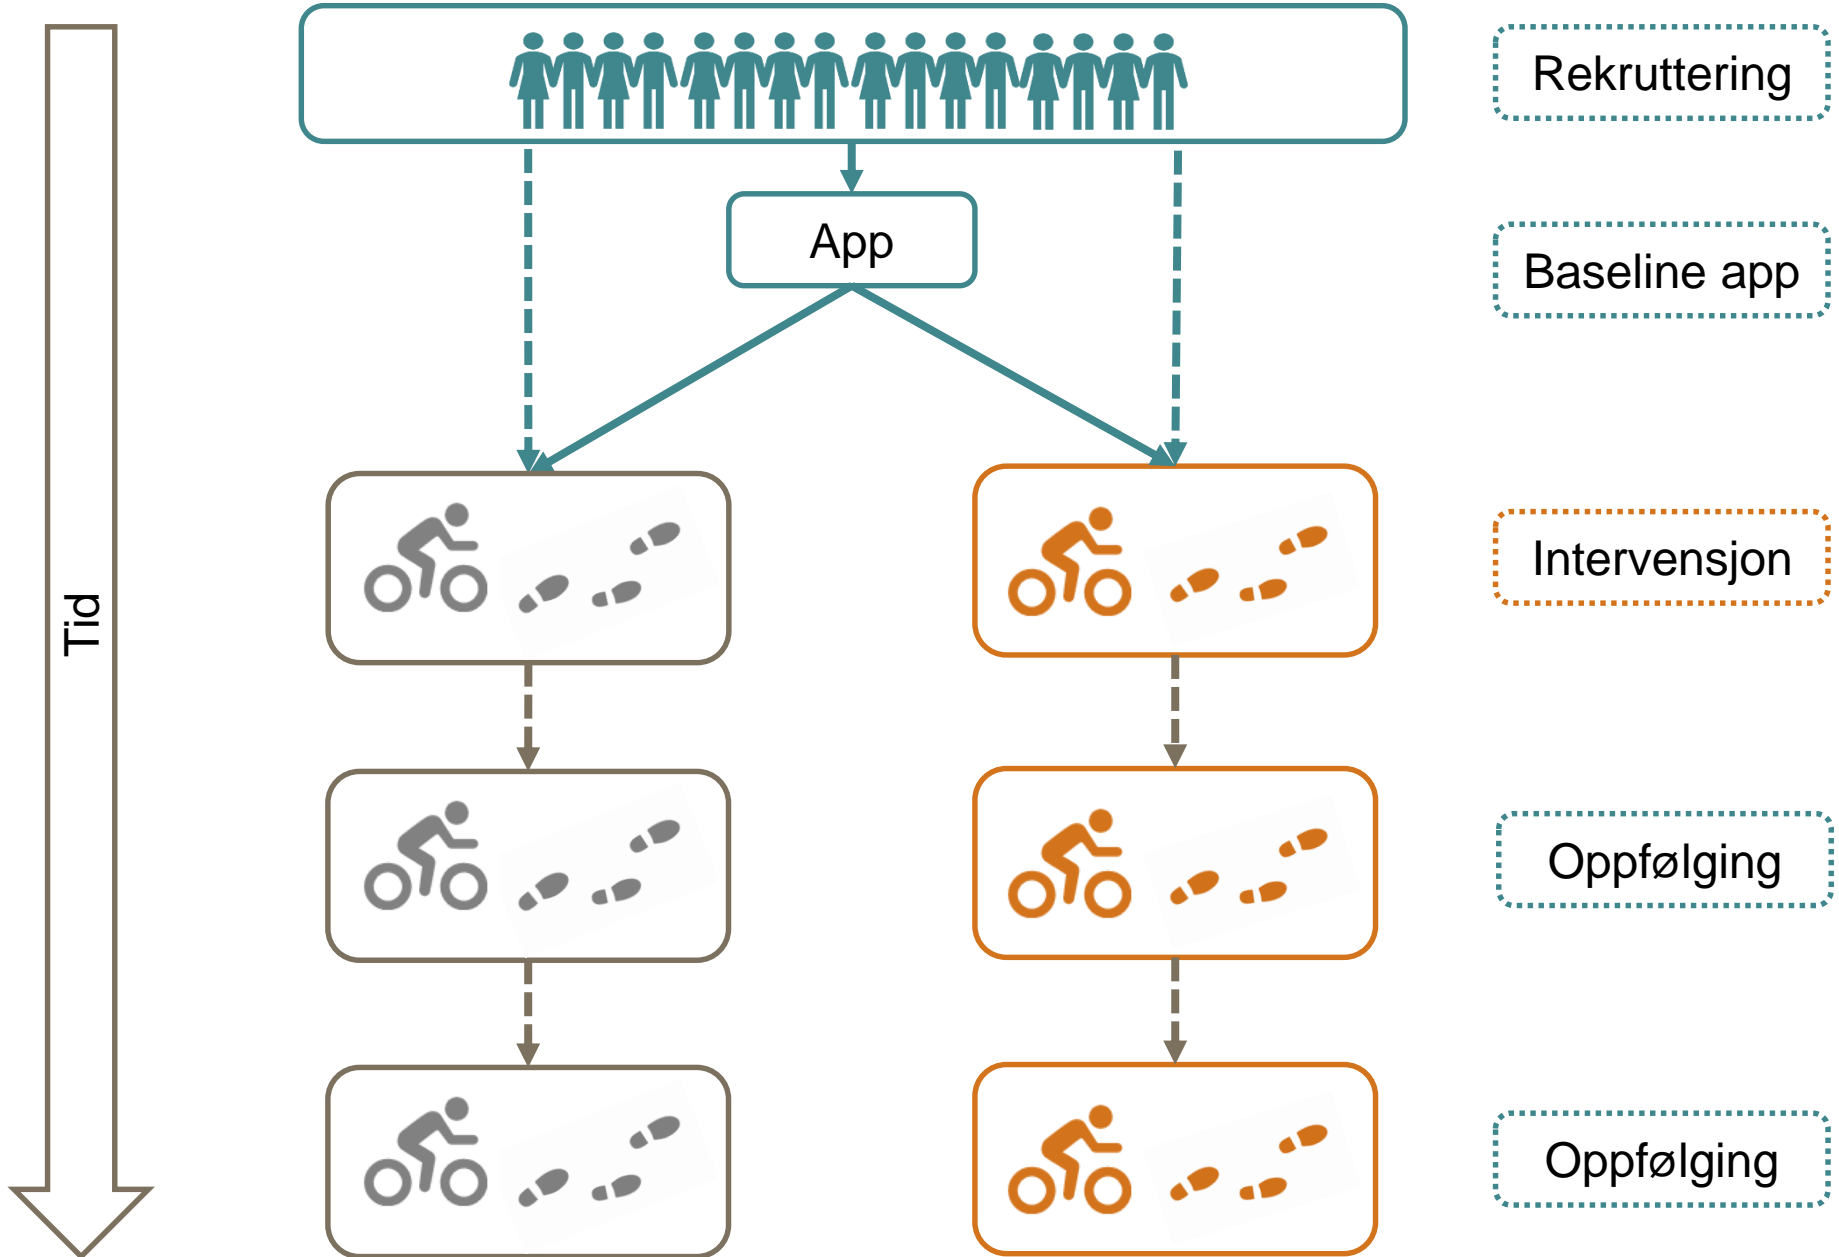 Rekruttering
App
Baseline app
Tid
Intervensjon
Oppfølging
Oppfølging